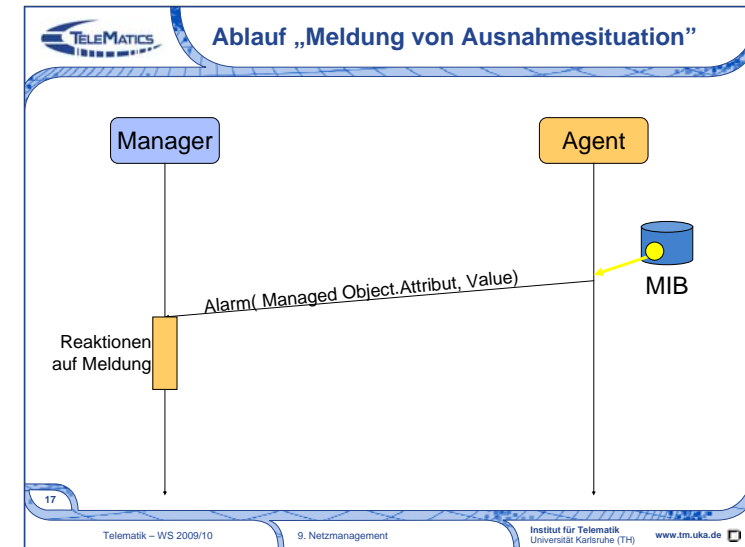 TELEMATICS
Ablauf „Meldung von Ausnahmesituation”
Manager
Agent
MIB
Alarm( Managed Object.Attribut, Value)
Reaktionen
auf Meldung
17
Telematik – WS 2009/10
9. Netzmanagement
Institut für Telematik
Universität Karlsruhe (TH)
www.tm.uka.de